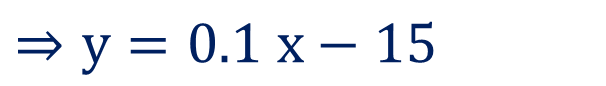 ⇒ y = 0.1 x − 15